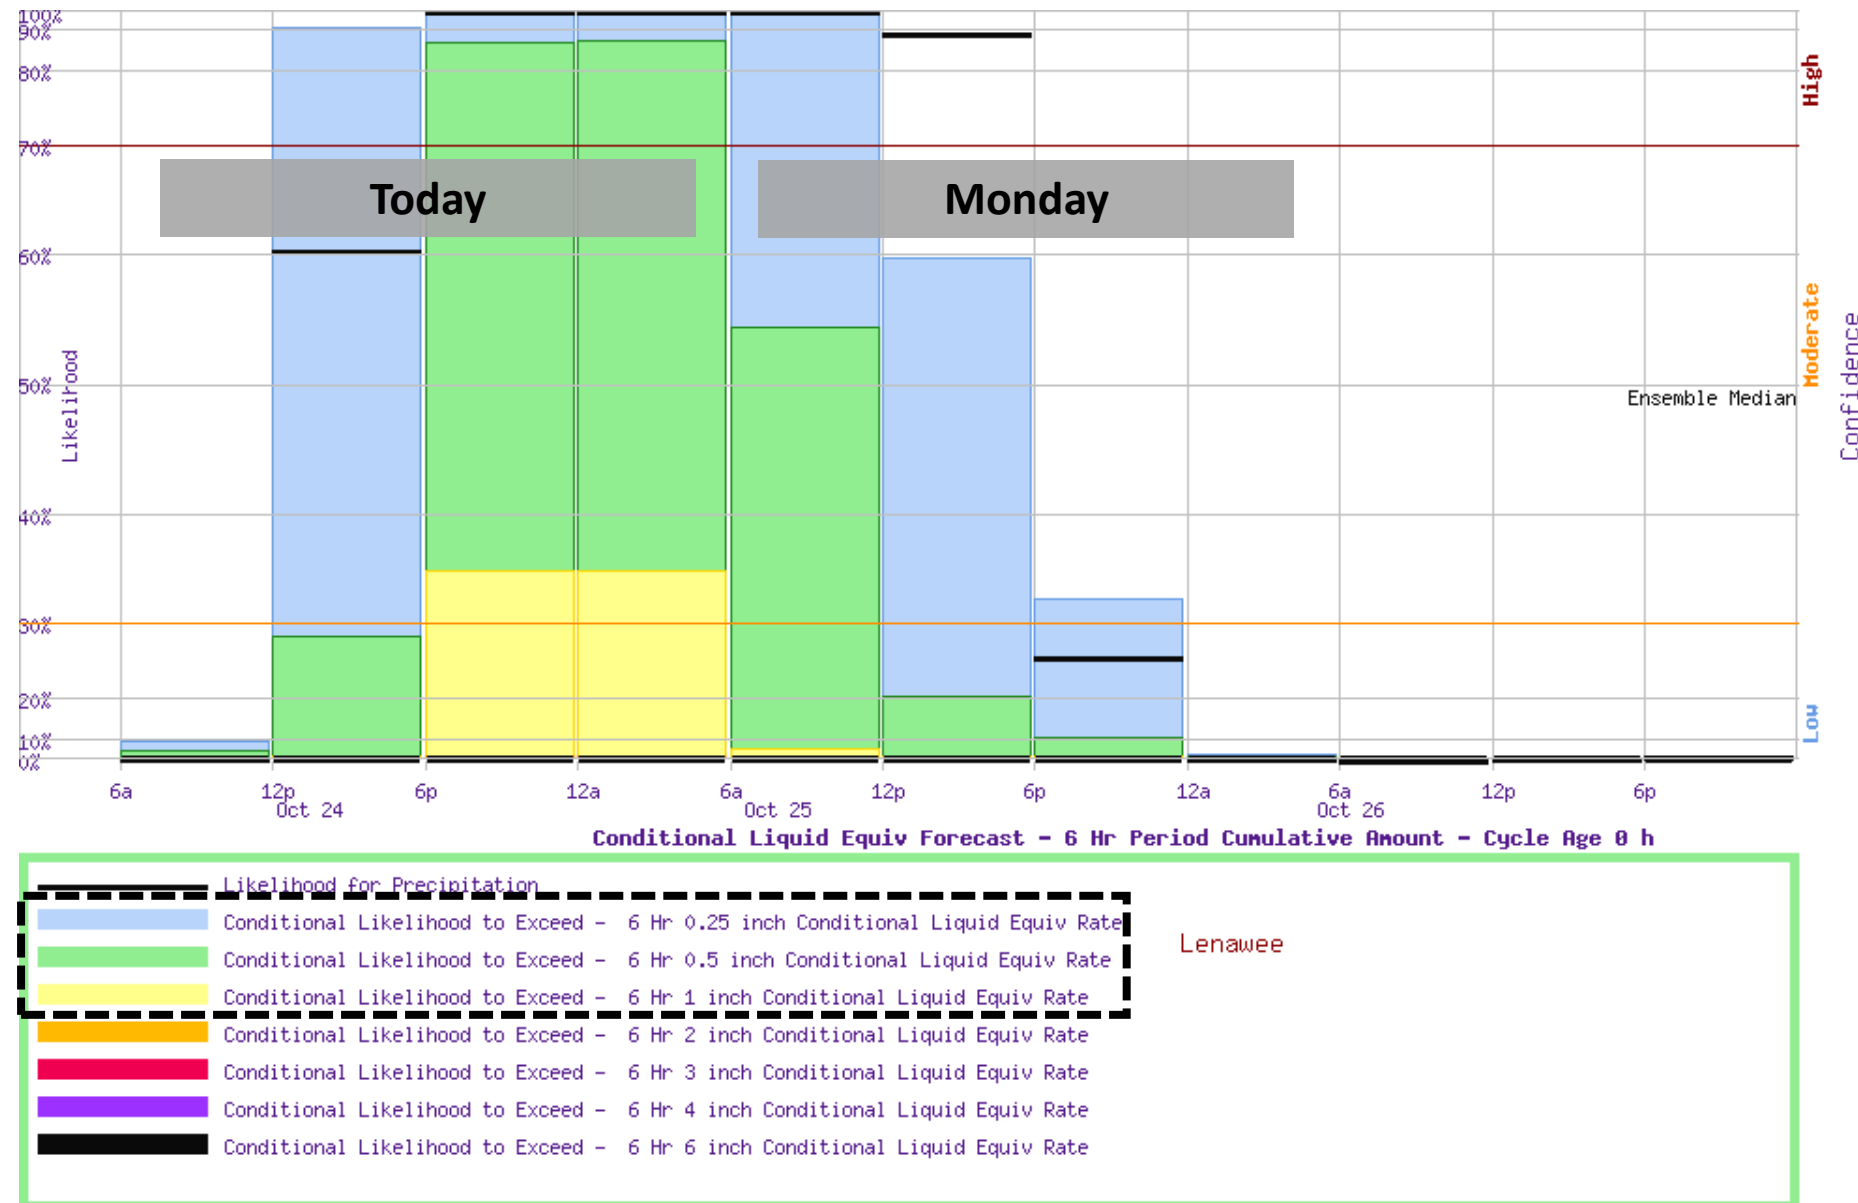 100%
90%
80%
70%
60%
50%
40%
30%
20%
10%
0%
Likelihood
Today
Monday
High
Moderate
Low
Confidence
Ensemble Median
6a 12p 6p 12a 6a 12p 6p 12a 6a 12p 6p
Oct 24 Oct 25 Oct 26
Conditional Liquid Equiv Forecast - 6 Hr Period Cumulative Amount - Cycle Age 0 h
Likelihood for Precipitation
Conditional Likelihood to Exceed - 6 Hr 0.25 inch Conditional Liquid Equiv Rate
Conditional Likelihood to Exceed - 6 Hr 0.5 inch Conditional Liquid Equiv Rate
Conditional Likelihood to Exceed - 6 Hr 1 inch Conditional Liquid Equiv Rate
Conditional Likelihood to Exceed - 6 Hr 2 inch Conditional Liquid Equiv Rate
Conditional Likelihood to Exceed - 6 Hr 3 inch Conditional Liquid Equiv Rate
Conditional Likelihood to Exceed - 6 Hr 4 inch Conditional Liquid Equiv Rate
Conditional Likelihood to Exceed - 6 Hr 6 inch Conditional Liquid Equiv Rate
Lenawee